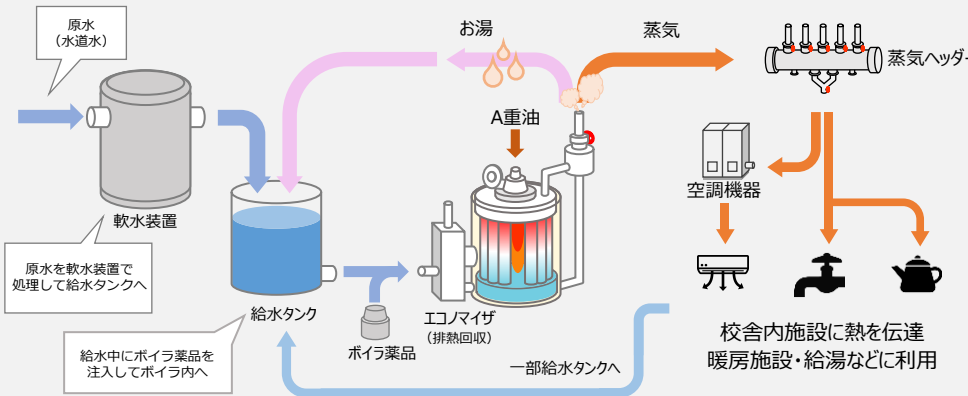 原水
（水道水）
お湯
蒸気
蒸気ヘッダー
A重油
空調機器
軟水装置
原水を軟水装置で
処理して給水タンクへ
給水タンク
エコノマイザ
（排熱回収）
ボイラ薬品
給水中にボイラ薬品を
注入してボイラ内へ
一部給水タンクへ
校舎内施設に熱を伝達
暖房施設・給湯などに利用